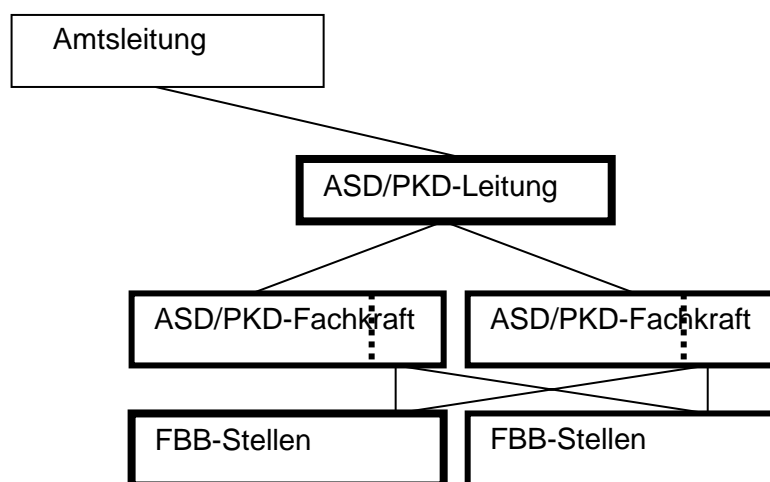 Amtsleitung
ASD/PKD-Leitung
ASD/PKD-Fachkraft
ASD/PKD-Fachkraft
FBB-Stellen
FBB-Stellen